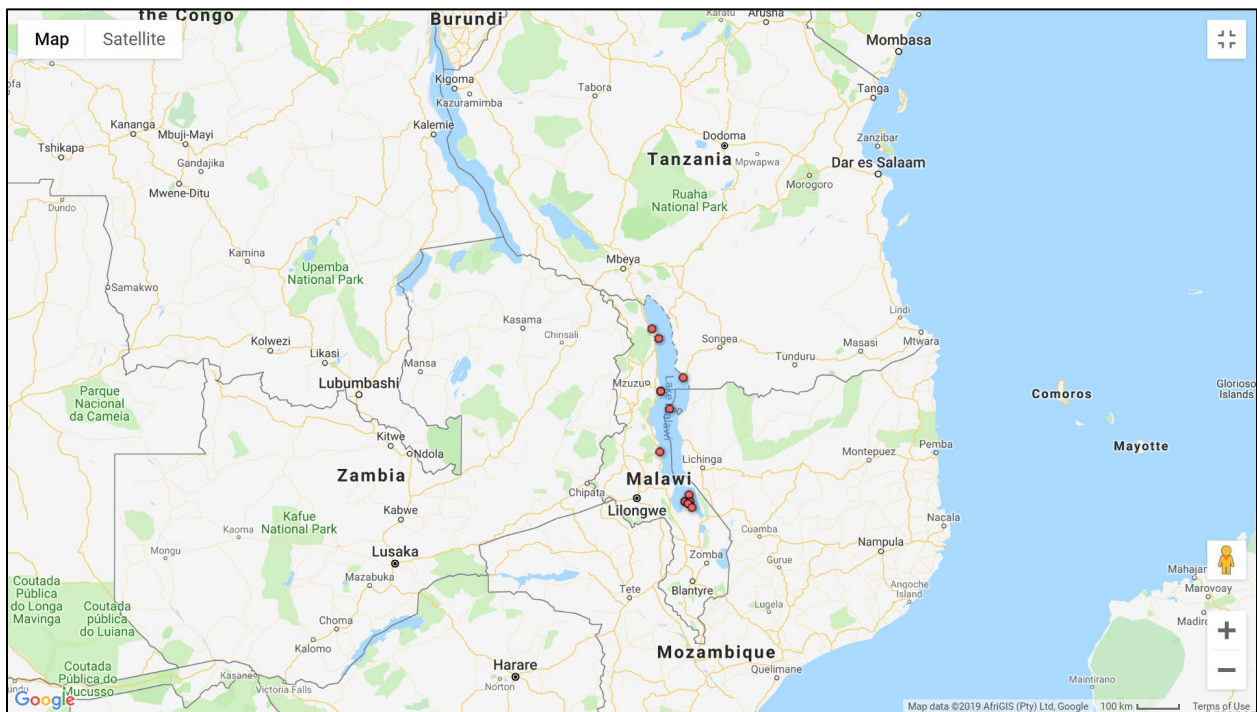 the Congo
Burundi
Karatu
Arusha
Map
Satellite
Mombasa
ofa
Kigoma
Kazuramimba
Tabora
Tanga
Kananga
Mbuji-Mayi
Kalemie
Dodoma
Zanzibar
Tshikapa
Gandajika
Tanzania
Mpwapwa
Dar es Salaam
Mwene-Ditu
Morogoro
Dundo
Ruaha
National Park
Kamina
Mbeya
Upemba
National Park
Samakwo
Lindi
Kasama
Chinsali
Songea
Masasi
Mtwara
Kolwezi
Likasi
Mansa
Tunduru
Lubumbashi
Mzuzu
Lake Malawi
Parque
Nacional
da Cameia
Comoros
Glorioso
Islands
Kitwe
Ndola
Pemba
Mayotte
Montepuez
Lichinga
Zambia
Malawi
Chipata
Lilongwe
Kafue
National Park
Kabwe
Kaoma
Nacala
Cuamba
Nampula
Mongu
Lusaka
Zomba
Gurue
Mahajan
Mazabuka
Tete
Blantyre
Angoche
Island
Marovoay
Coutada
Pública
do Longa
Mavinga
Coutada
pública
do Luiana
Lugela
Madiro
Choma
Kalomo
Mozambique
Coutada
Pública do
Mucusso
Kasane
Harare
Quelimane
Victoria Falls
Norton
Maintirano
Google
Map data ©2019 AfriGIS (Pty) Ltd, Google
100 km
Terms of Use